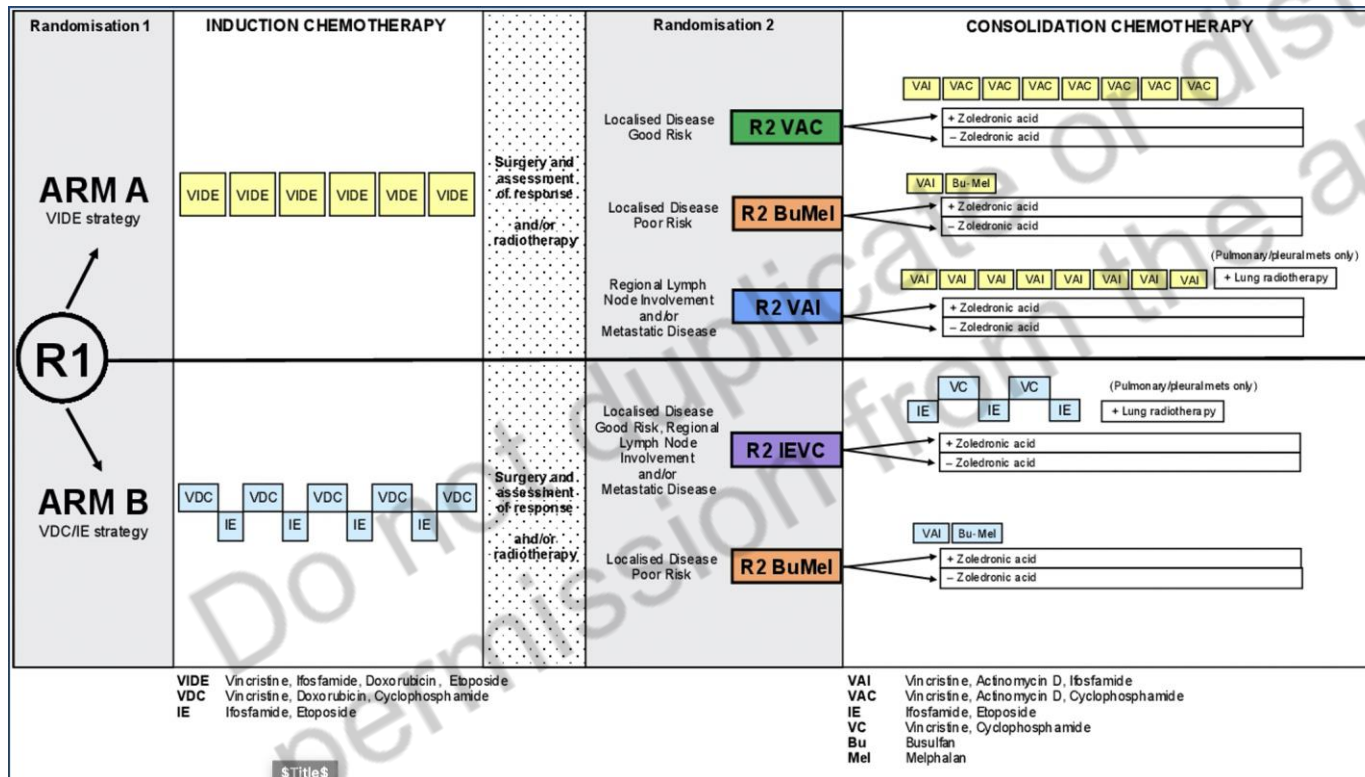 Randomisation 1
INDUCTION CHEMOTHERAPY
Randomisation 2
CONSOLIDATION CHEMOTHERAPY
ARM A
VIDE strategy
VIDE VIDE VIDE VIDE VIDE VIDE
Surgery and
assessment
of response
and/or
radiotherapy
Localised Disease
Good Risk
R2 VAC
VAI VAC VAC VAC VAC VAC VAC VAC
+ Zoledronic acid
– Zoledronic acid
Localised Disease
Poor Risk
R2 BuMel
VAI Bu-Mel
+ Zoledronic acid
– Zoledronic acid
Regional Lymph
Node Involvement
and/or
Metastatic Disease
R2 VAI
(Pulmonary/pleural mets only)
VAI VAI VAI VAI VAI VAI VAI VAI
+ Lung radiotherapy
+ Zoledronic acid
– Zoledronic acid
R1
ARM B
VDC/IE strategy
VDC VDC VDC VDC VDC
IE IE IE IE
Surgery and
assessment
of response
and/or
radiotherapy
Localised Disease
Good Risk, Regional
Lymph Node
Involvement
and/or
Metastatic Disease
R2 IEVC
VC VC
IE IE IE
(Pulmonary/pleural mets only)
+ Lung radiotherapy
+ Zoledronic acid
– Zoledronic acid
Localised Disease
Poor Risk
R2 BuMel
VAI Bu-Mel
+ Zoledronic acid
– Zoledronic acid
VIDE Vincristine, Ifosfamide, Doxorubicin, Etoposide
VDC Vincristine, Doxorubicin, Cyclophosphamide
IE Ifosfamide, Etoposide
VAI Vincristine, Actinomycin D, Ifosfamide
VAC Vincristine, Actinomycin D, Cyclophosphamide
IE Ifosfamide, Etoposide
VC Vincristine, Cyclophosphamide
Bu Busulfan
Mel Melphalan
$Title$
Do not duplicate or
permission from the